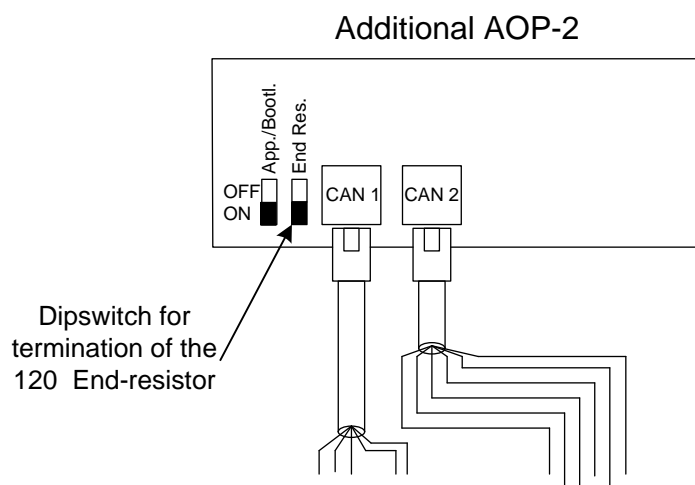 Additional AOP-2
App./Bootl.
End Res.
OFF
ON
CAN 1
CAN 2
Dipswitch for
termination of the
120 End-resistor